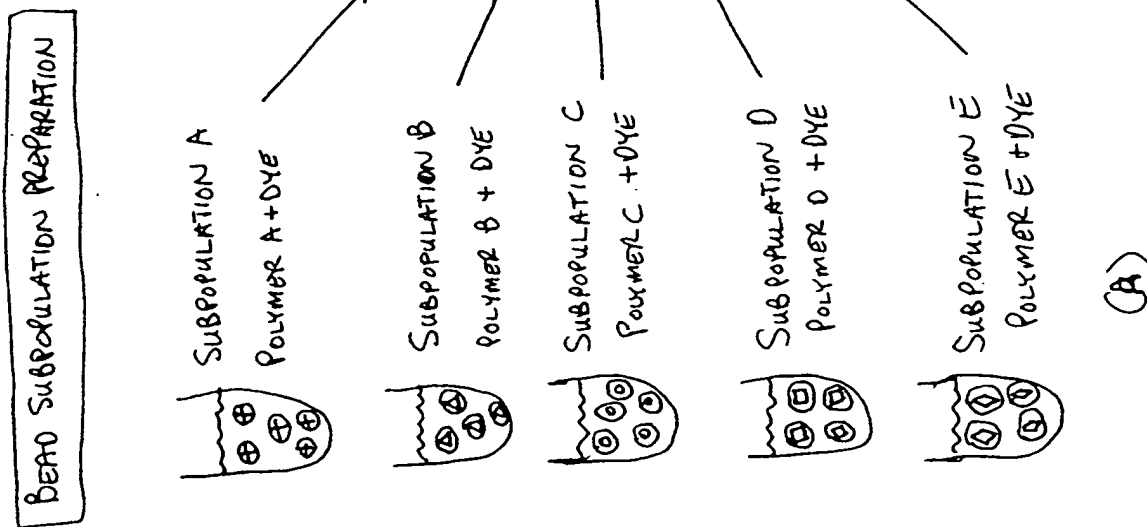 BEAD SUBPOPULATION PREPARATION
SUBPOPULATION A
POLYMER A+DYE
SUBPOPULATION B
POLYMER B + DYE
SUBPOPULATION C
POLYMER C. +DYE
SUBPOPULATION D
POLYMER D +DYE
SUBPOPULATION E
POLYMER E +DYE
(A)